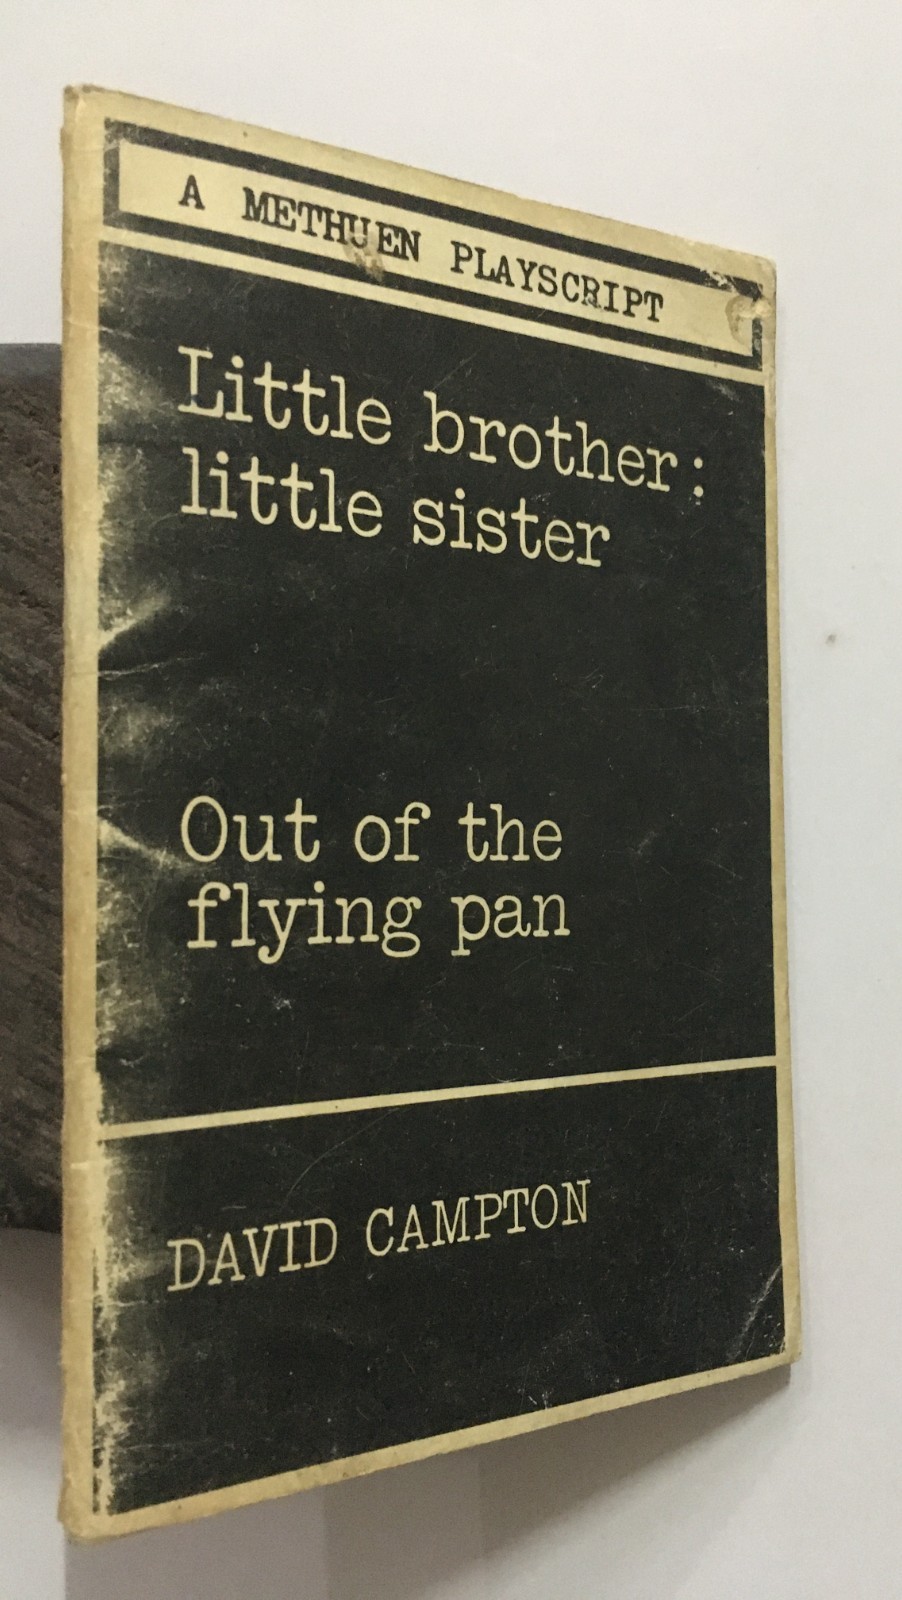 A METHUEN PLAYSCRIPT
Little brother:
little sister
Out of the
flying pan
DAVID CAMPTON